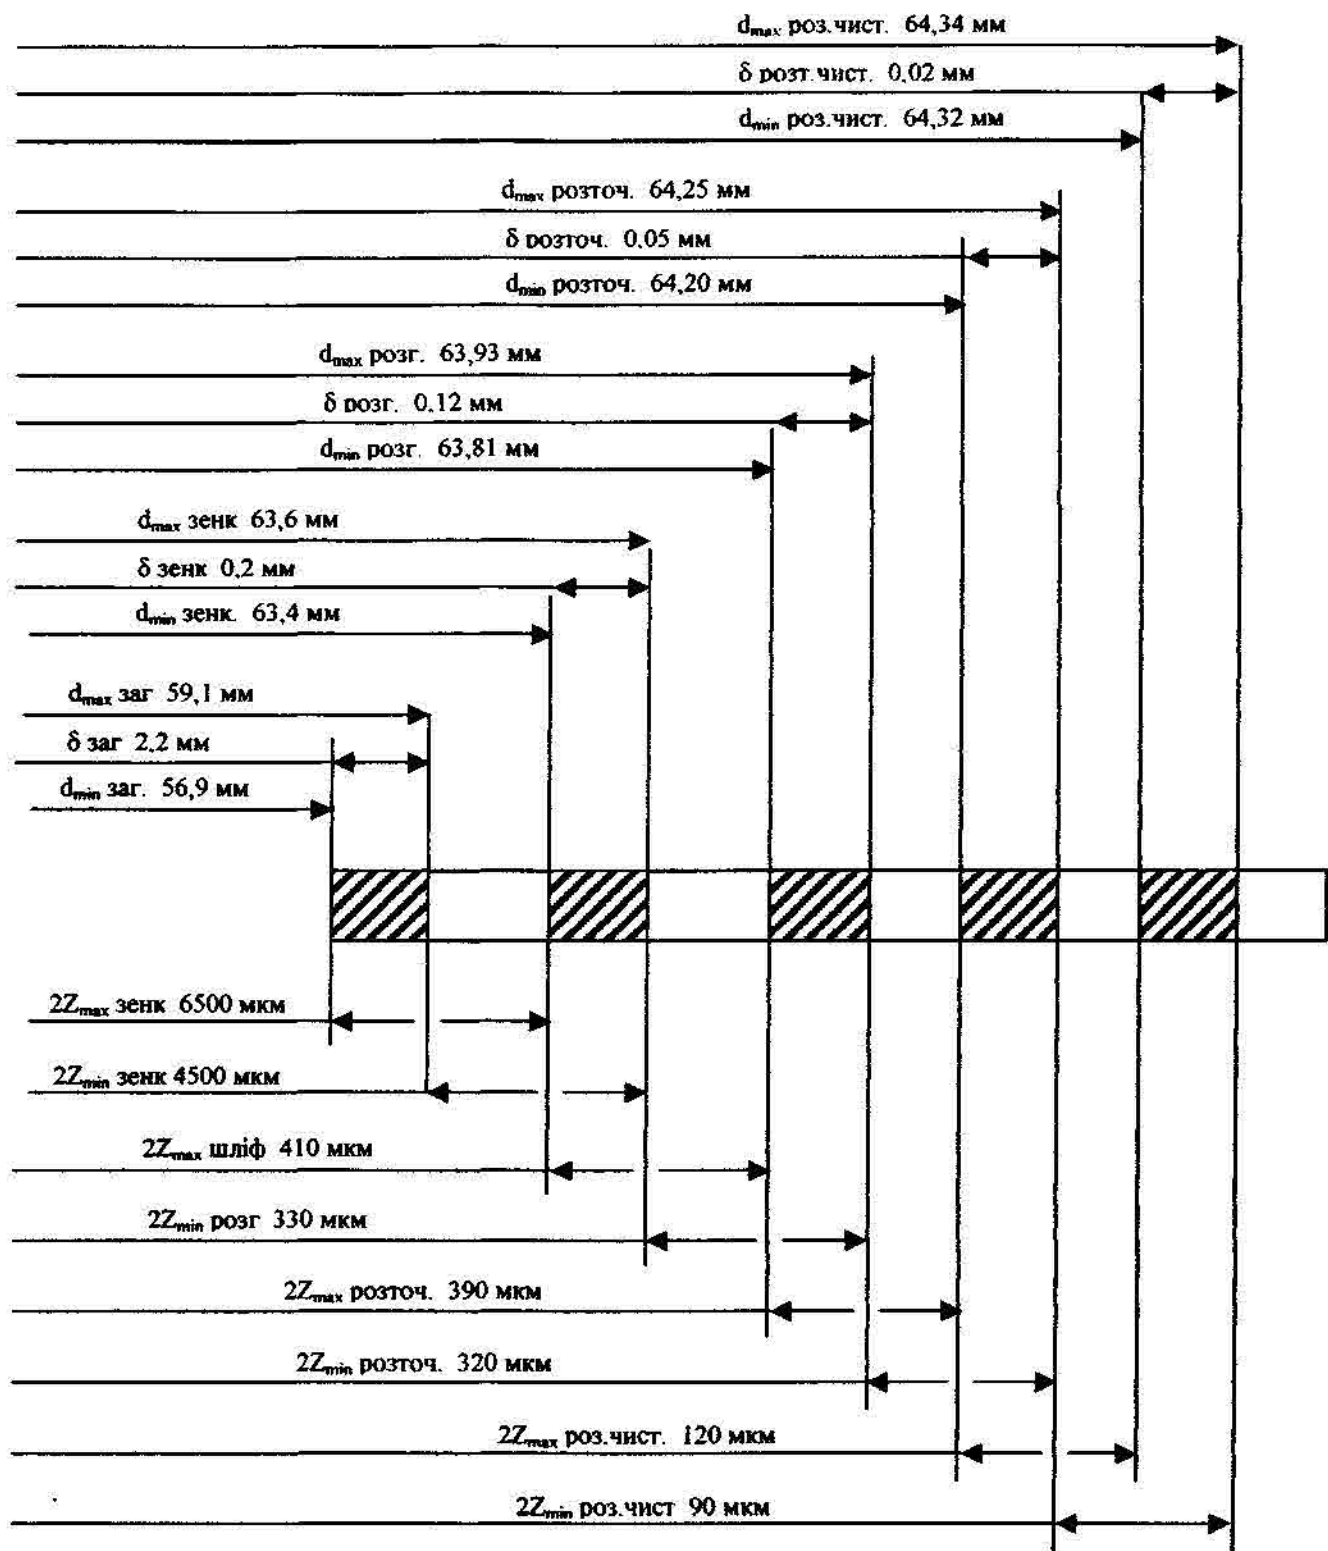 dmax роз.чист. 64,34 мм
δ розт.чист. 0,02 мм
dmin роз.чист. 64,32 мм
dmax розточ. 64,25 мм
δ розточ. 0,05 мм
dmin розточ. 64,20 мм
dmax розг. 63,93 мм
δ розг. 0,12 мм
dmin розг. 63,81 мм
dmax зенк 63,6 мм
δ зенк 0,2 мм
dmin зенк. 63,4 мм
dmax заг 59,1 мм
δ заг 2,2 мм
dmin заг. 56,9 мм
2Zmax зенк 6500 мкм
2Zmin зенк 4500 мкм
2Zmax шліф 410 мкм
2Zmin розг 330 мкм
2Zmax розточ. 390 мкм
2Zmin розточ. 320 мкм
2Zmax роз.чист. 120 мкм
2Zmin роз.чист 90 мкм